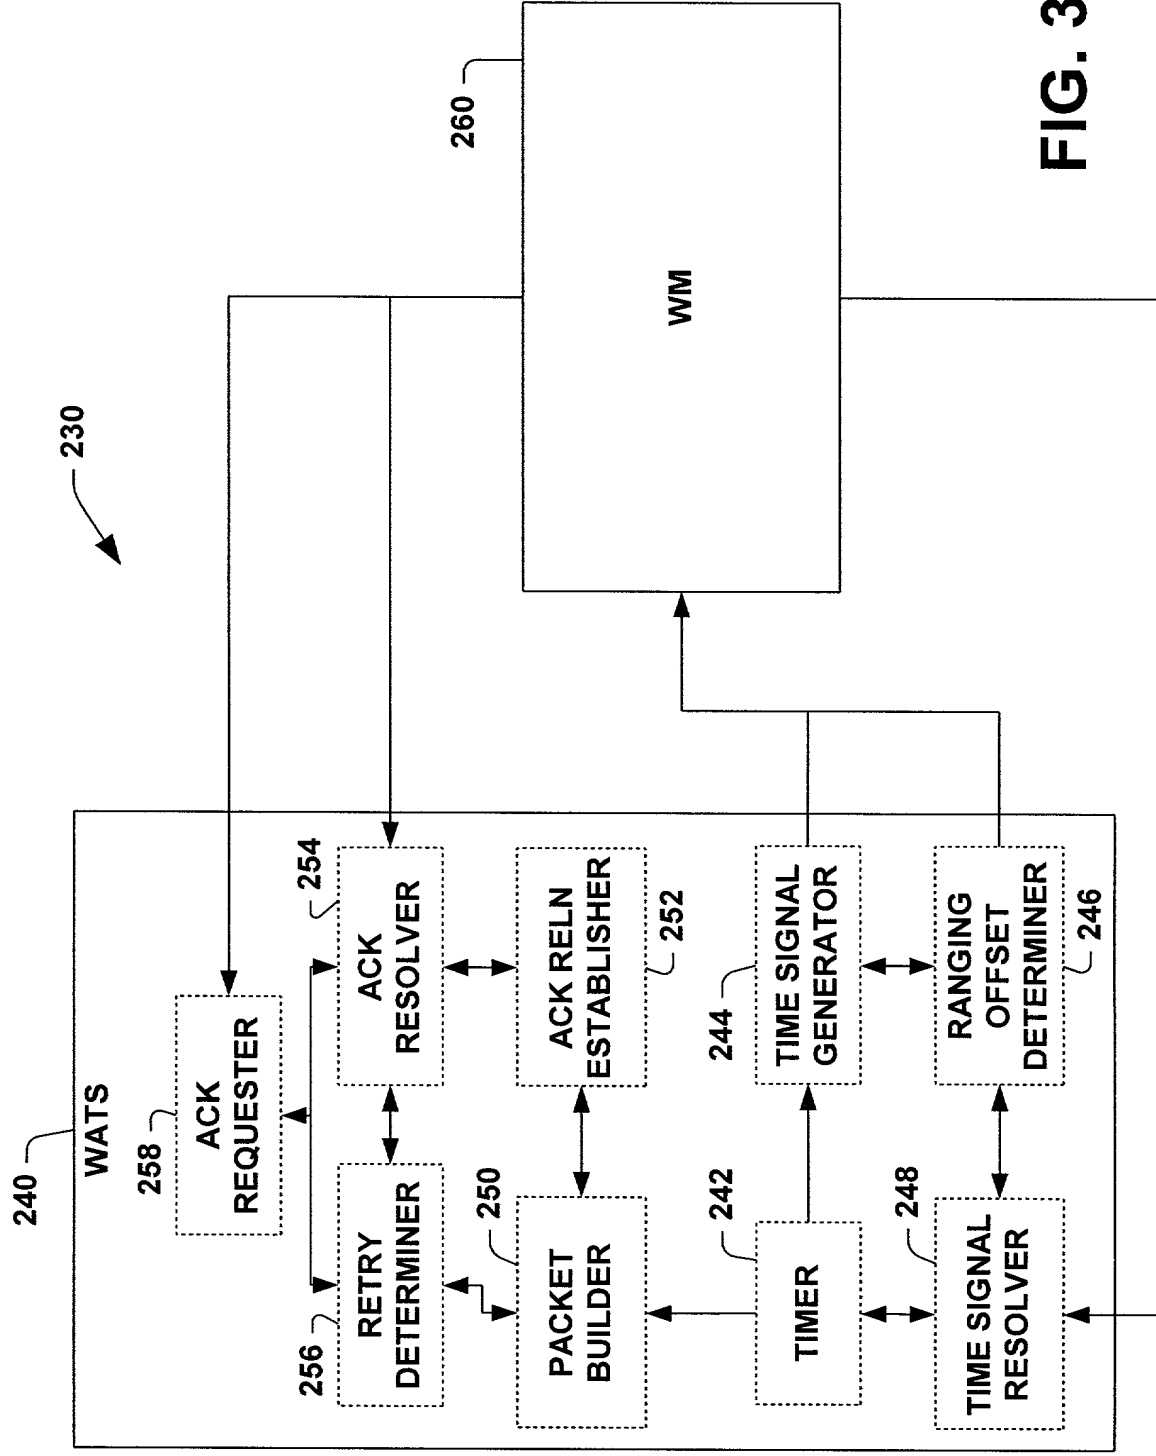 230
240
WATS
258
ACK
REQUESTER
256
RETRY
DETERMINER
254
ACK
RESOLVER
250
PACKET
BUILDER
ACK RELN
ESTABLISHER
252
242
TIMER
244
TIME SIGNAL
GENERATOR
248
TIME SIGNAL
RESOLVER
RANGING
OFFSET
DETERMINER
246
260
WM
FIG. 3